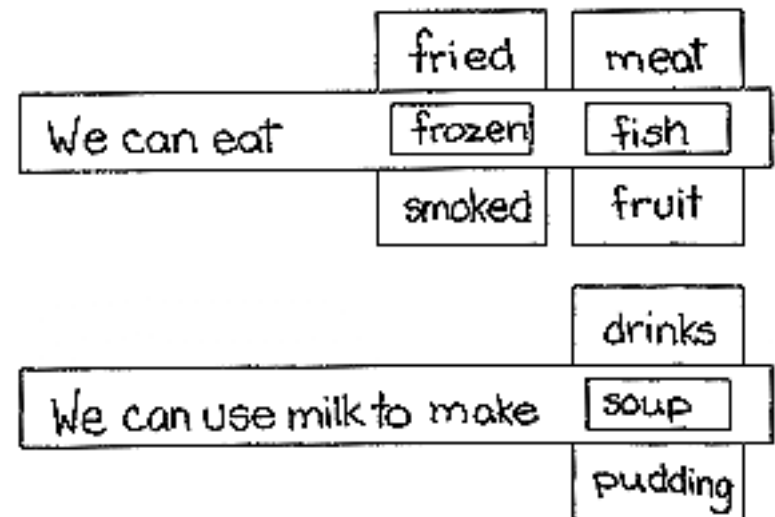 fried meat
We can eat frozen fish
smoked fruit
drinks
We can use milk to make soup
pudding